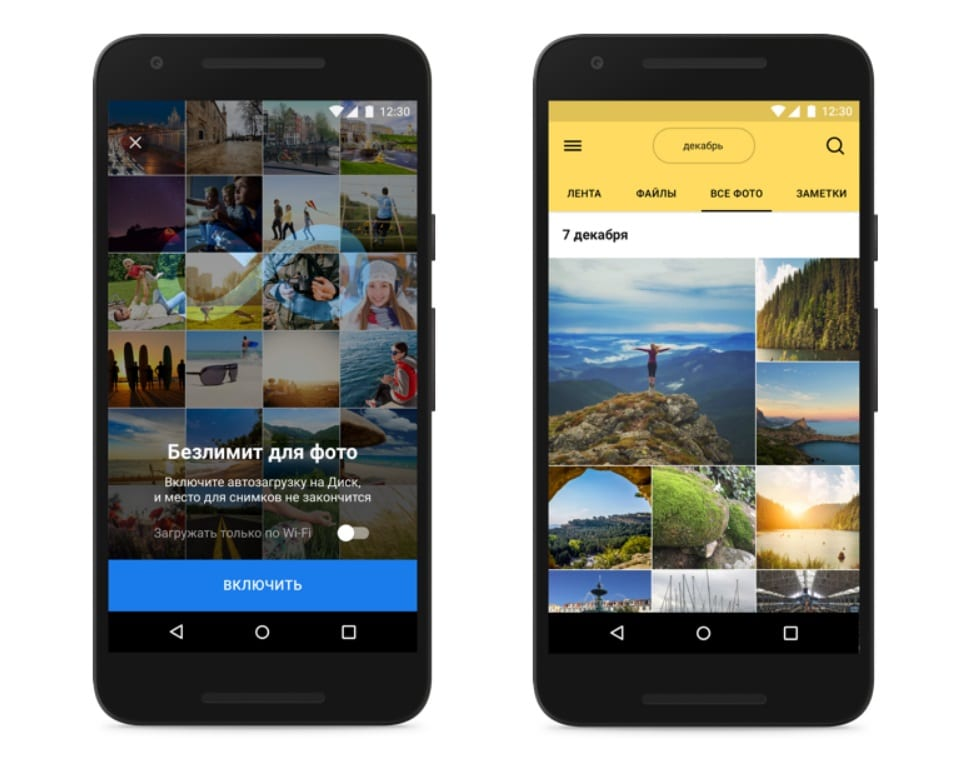 12:30
Безлимит для фото
Включите автозагрузку на Диск,
и место для снимков не закончится
Загружать только по Wi-Fi
ВКЛЮЧИТЬ
12:30
декабрь
ЛЕНТА ФАЙЛЫ ВСЕ ФОТО ЗАМЕТКИ
7 декабря